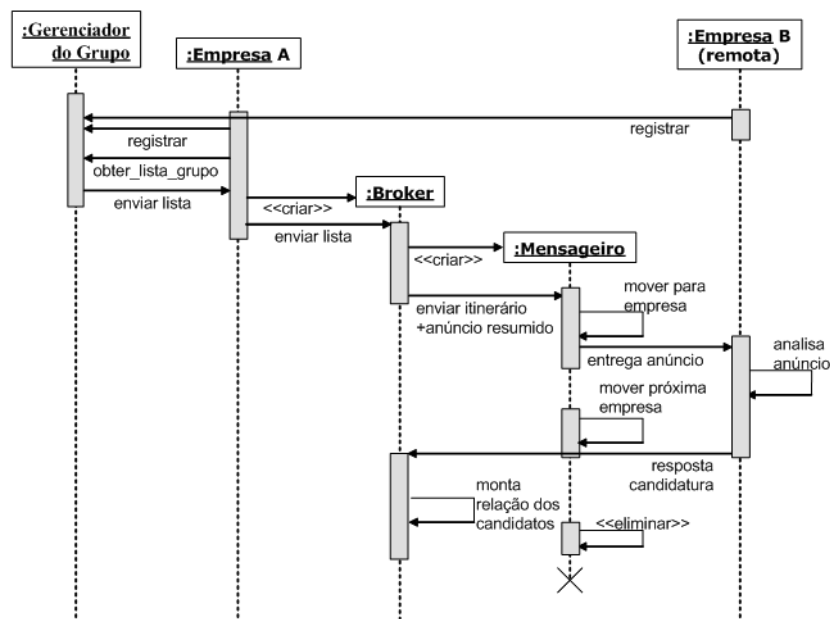 :Gerenciador
do Grupo
:Empresa A
:Empresa B
(remota)
registrar
registrar
obter_lista_grupo
enviar lista
<<criar>>
:Broker
enviar lista
<<criar>>
:Mensageiro
enviar itinerário
+anúncio resumido
mover para
empresa
entrega anúncio
analisa
anúncio
mover próxima
empresa
resposta
candidatura
monta
relação dos
candidatos
<<eliminar>>